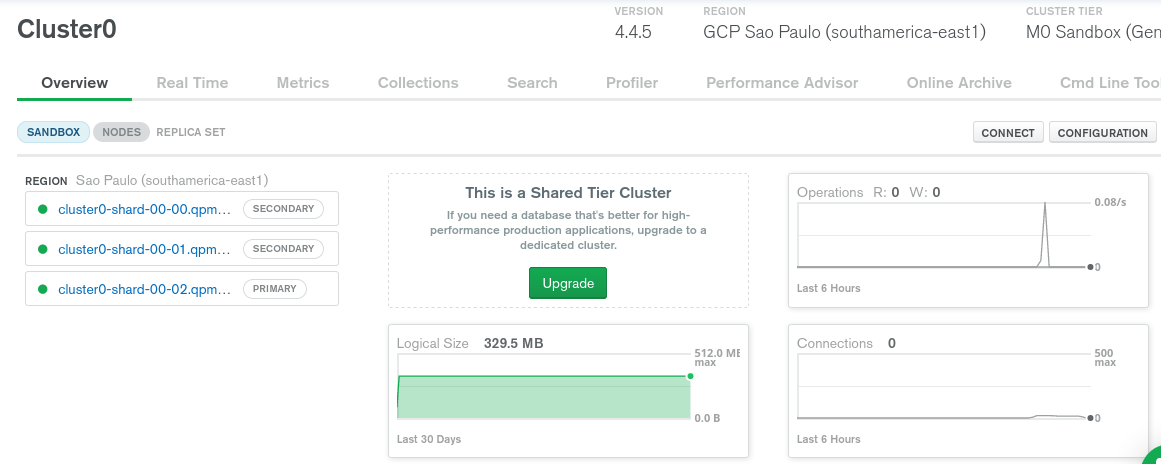 Cluster0
VERSION
4.4.5
REGION
GCP Sao Paulo (southamerica-east1)
CLUSTER TIER
M0 Sandbox (Gen
Overview Real Time Metrics Collections Search Profiler Performance Advisor Online Archive Cmd Line Too
SANDBOX NODES REPLICA SET
CONNECT CONFIGURATION
REGION Sao Paulo (southamerica-east1)
cluster0-shard-00-00.qpm... SECONDARY
cluster0-shard-00-01.qpm... SECONDARY
cluster0-shard-00-02.qpm... PRIMARY
This is a Shared Tier Cluster
If you need a database that's better for high-
performance production applications, upgrade to a
dedicated cluster.
Upgrade
Operations R: 0 W: 0
0.08/s
0
Last 6 Hours
Logical Size 329.5 MB
512.0 MB
max
0.0 B
Last 30 Days
Connections 0
500
max
0
Last 6 Hours